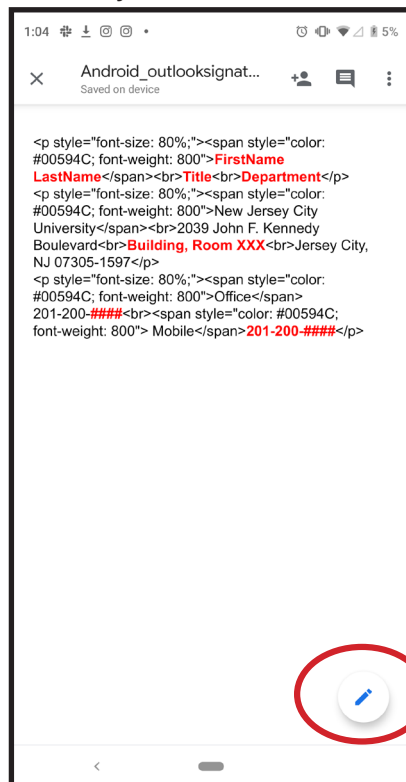 1:04
5%
Android_outlooksignat...
Saved on device
<p style="font-size: 80%;"><span style="color:
#00594C; font-weight: 800">FirstName
LastName</span><br>Title<br>Department</p>
<p style="font-size: 80%;"><span style="color:
#00594C; font-weight: 800">New Jersey City
University</span><br>2039 John F. Kennedy
Boulevard<br>Building, Room XXX<br>Jersey City,
NJ 07305-1597</p>
<p style="font-size: 80%;"><span style="color:
#00594C; font-weight: 800">Office</span>
201-200-####<br><span style="color: #00594C;
font-weight: 800"> Mobile</span>201-200-####</p>